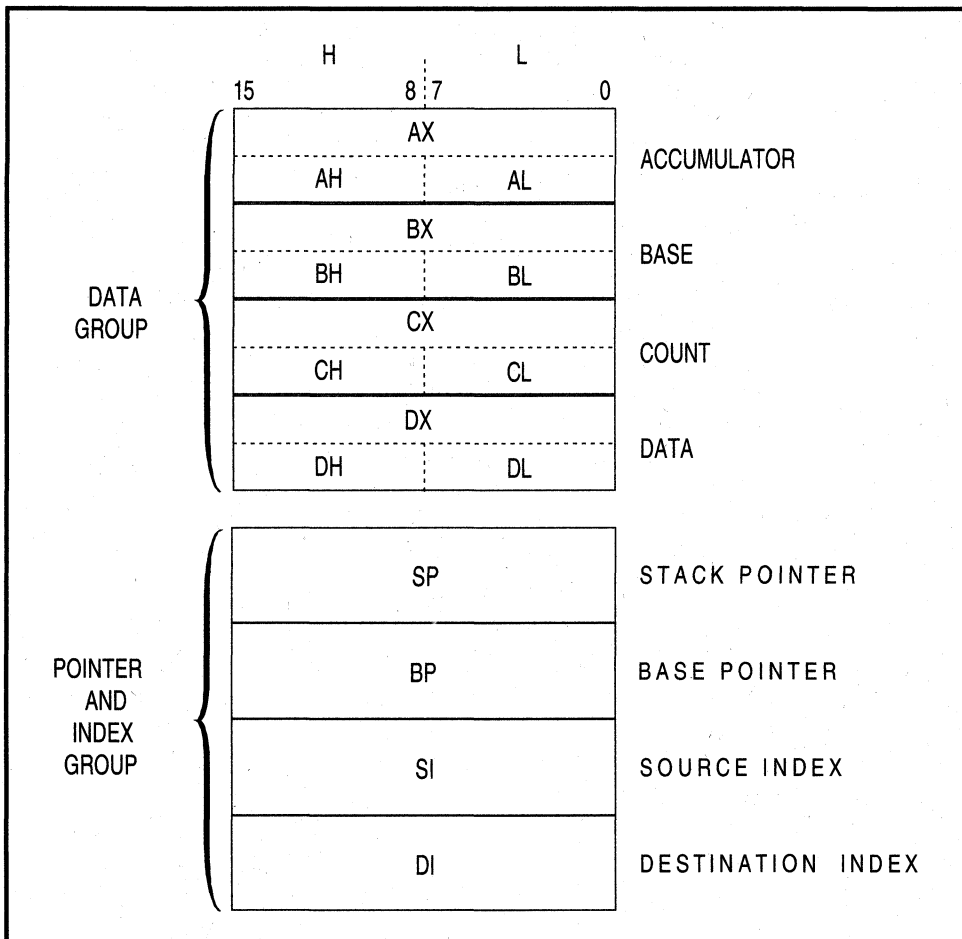 H L
15 8 7 0
AX
ACCUMULATOR
AH AL
BX
BASE
BH BL
DATA
GROUP
CX
COUNT
CH CL
DX
DATA
DH DL
SP STACK POINTER
POINTER
AND
INDEX
GROUP
BP BASE POINTER
SI SOURCE INDEX
DI DESTINATION INDEX